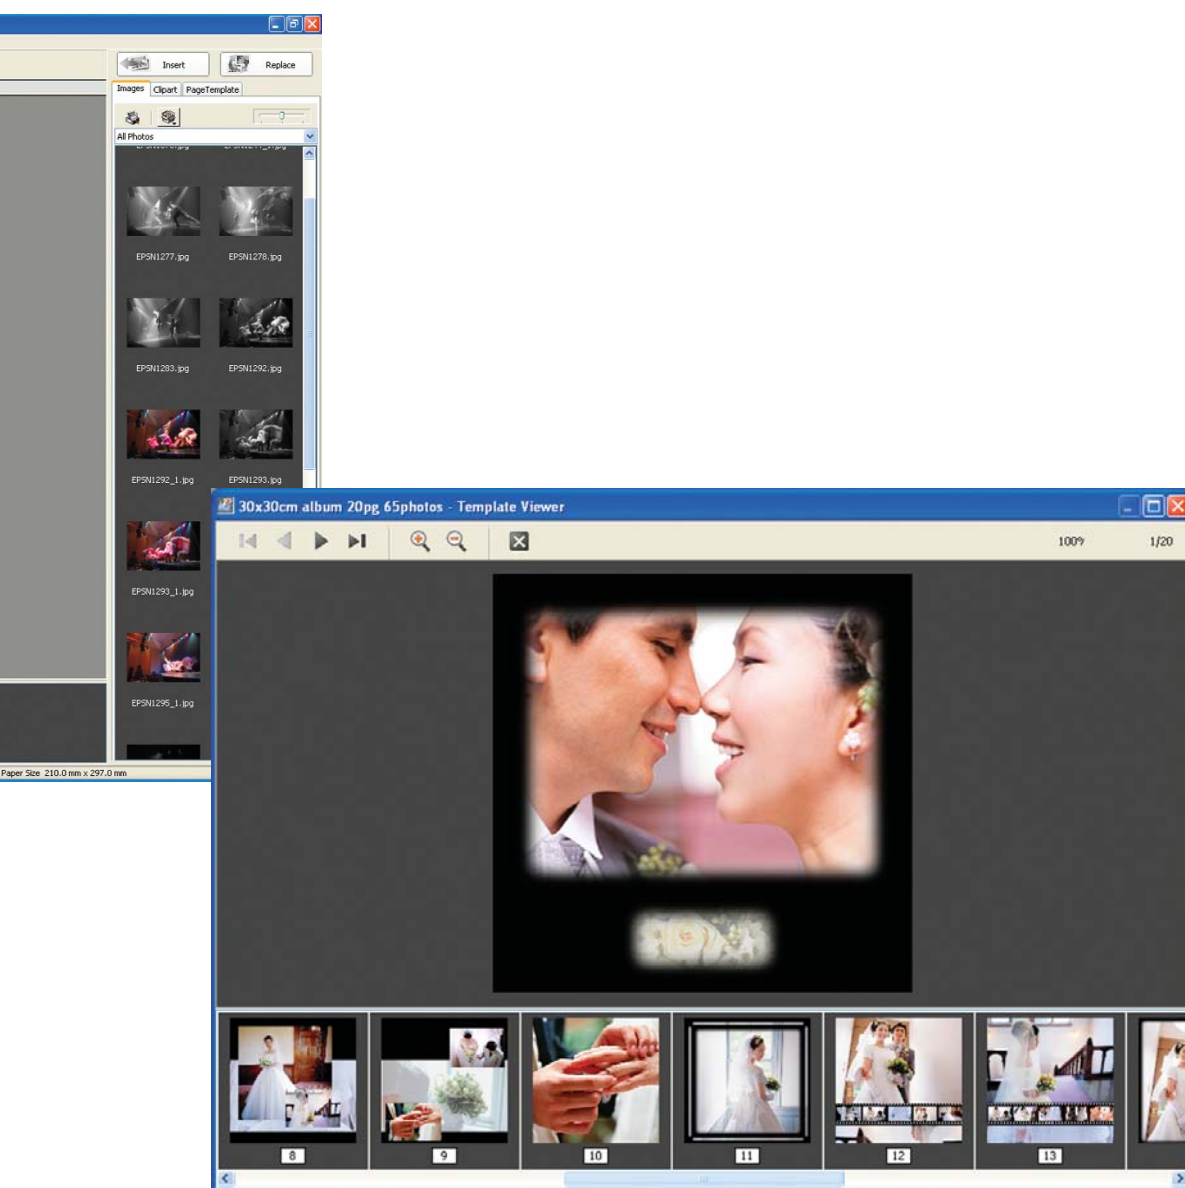 Insert Replace
Images Clipart PageTemplate
All Photos
EPSN1277.jpg EPSN1278.jpg
EPSN1283.jpg EPSN1292.jpg
EPSN1292_1.jpg EPSN1293.jpg
EPSN1293_1.jpg
EPSN1295_1.jpg
Paper Size 210.0 mm x 297.0 mm
30x30cm album 20pg 65photos - Template Viewer
100% 1/20
8 9 10 11 12 13